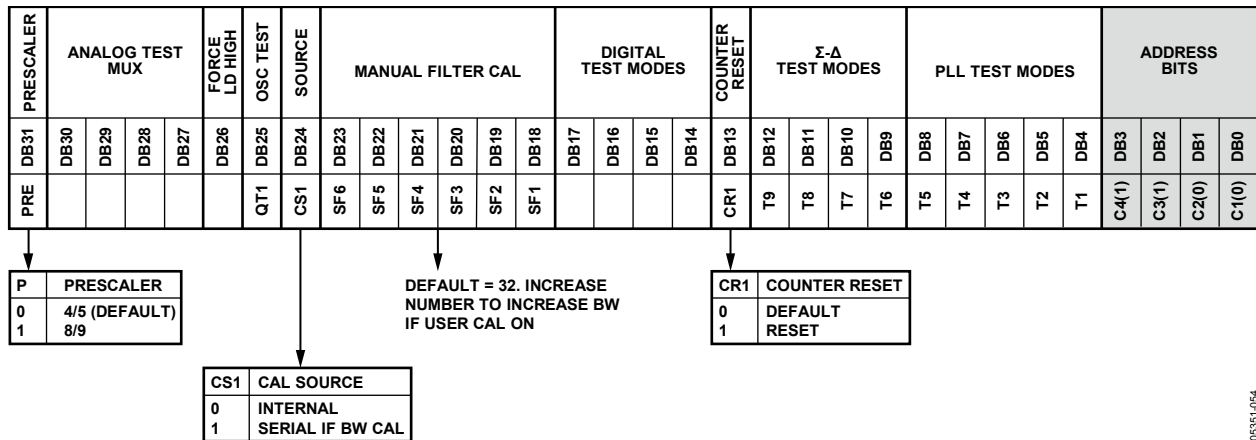 PRESCALER
ANALOG TEST
MUX
FORCE
LD HIGH
OSC TEST
SOURCE
MANUAL FILTER CAL
DIGITAL
TEST MODES
COUNTER
RESET
Σ-Δ
TEST MODES
PLL TEST MODES
ADDRESS
BITS
DB31 DB30 DB29 DB28 DB27 DB26 DB25 DB24 DB23 DB22 DB21 DB20 DB19 DB18 DB17 DB16 DB15 DB14 DB13 DB12 DB11 DB10 DB9 DB8 DB7 DB6 DB5 DB4 DB3 DB2 DB1 DB0
PRE QT1 CS1 SF6 SF5 SF4 SF3 SF2 SF1 CR1 T9 T8 T7 T6 T5 T4 T3 T2 T1 C4(1) C3(1) C2(0) C1(0)
P PRESCALER
0 4/5 (DEFAULT)
1 8/9
DEFAULT = 32. INCREASE
NUMBER TO INCREASE BW
IF USER CAL ON
CR1 COUNTER RESET
0 DEFAULT
1 RESET
CS1 CAL SOURCE
0 INTERNAL
1 SERIAL IF BW CAL
05351-054